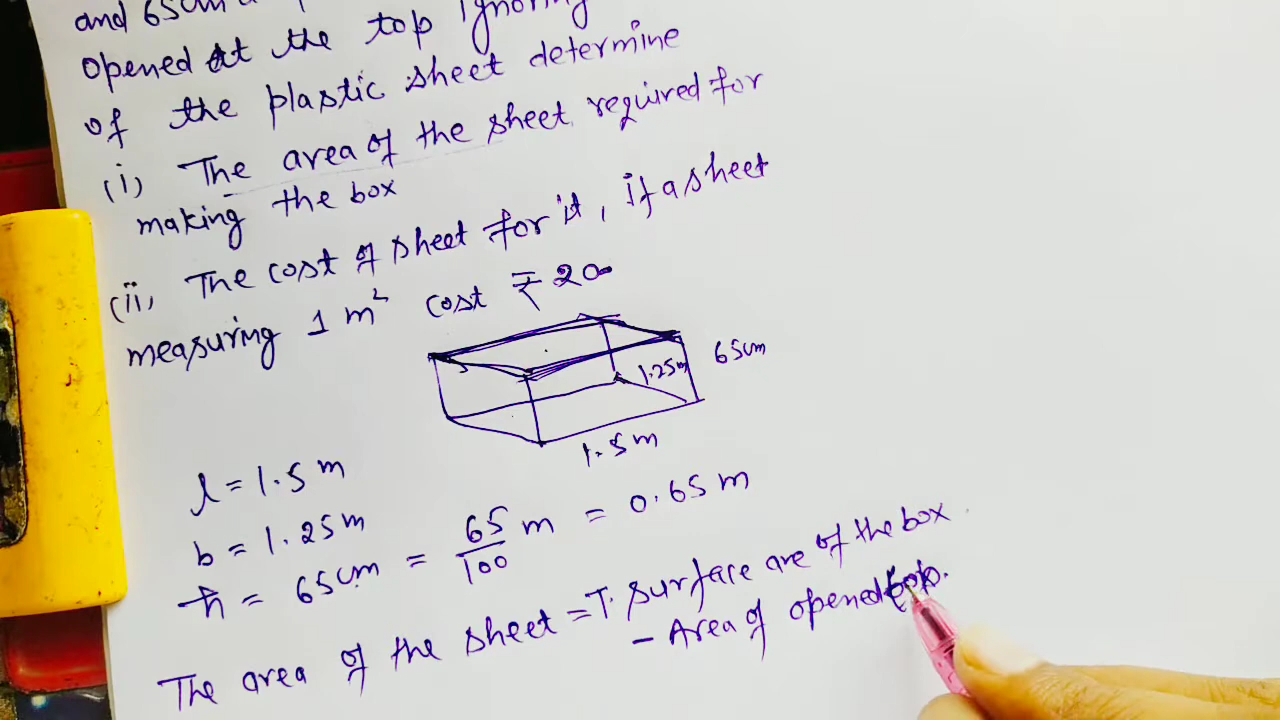 and 65cm
opened at the top Ignoring
of the plastic sheet determine
(i) The area of the sheet required for
making the box
(ii) The cost of sheet for it, if a sheet
measuring 1 m² cost ₹ 20
65cm
1.25m
1.5m
l = 1.5 m
b = 1.25 m
h = 65cm = 65/100 m = 0.65 m
The area of the sheet = T. surface are of the box
- Area of opened top.